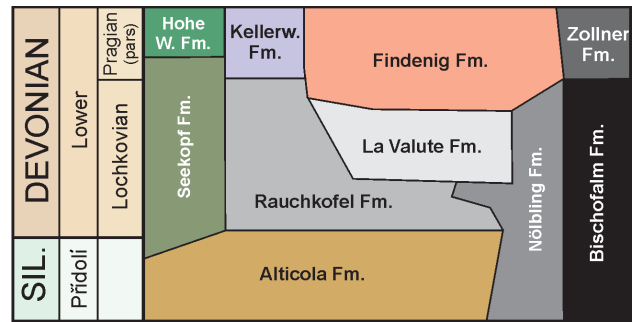 DEVONIAN
SIL.
Lower
Přídolí
Pragian
(pars)
Lochkovian
Hohe
W. Fm.
Seekopf Fm.
Kellerw.
Fm.
Findenig Fm.
La Valute Fm.
Rauchkofel Fm.
Alticola Fm.
Nölbling Fm.
Zollner
Fm.
Bischofalm Fm.